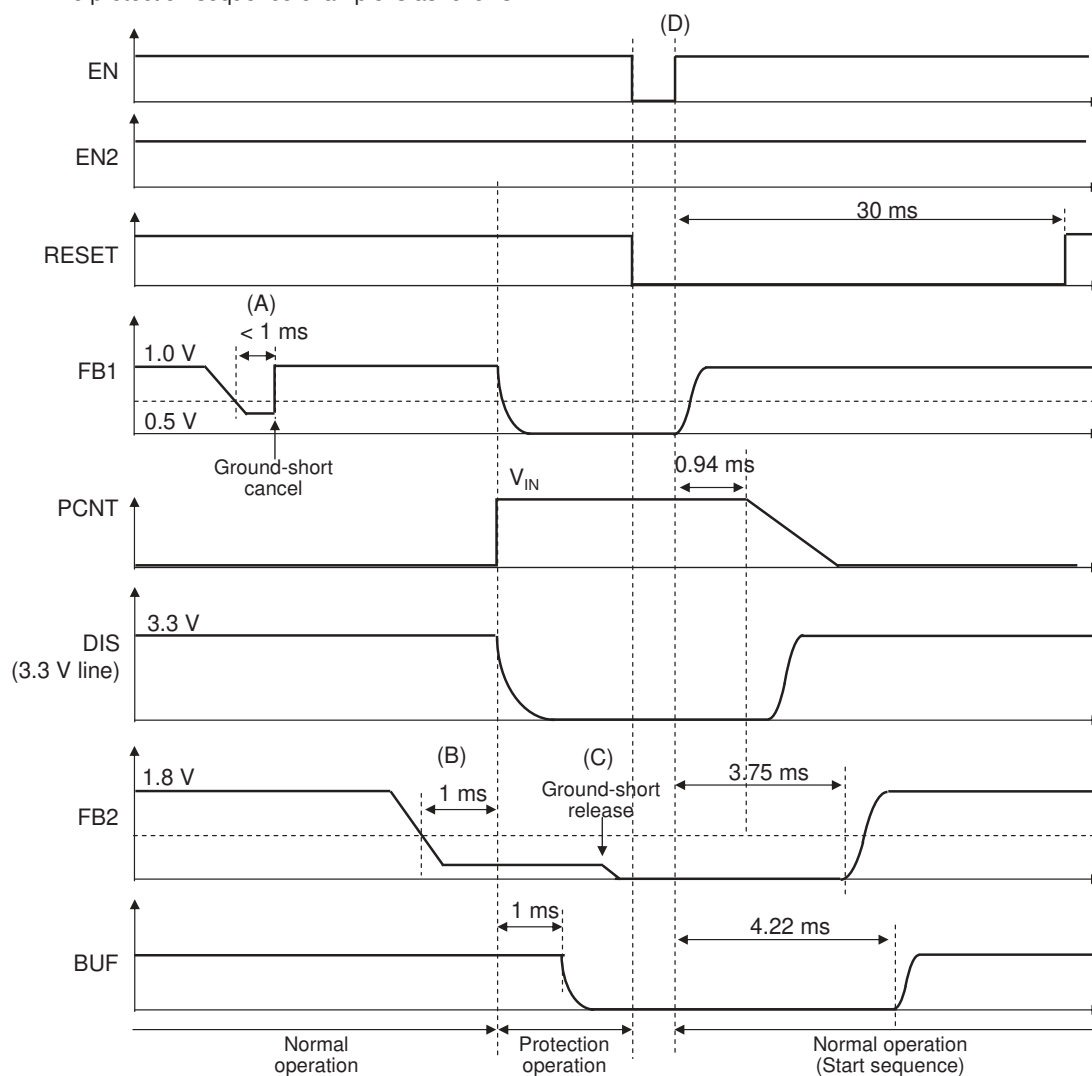 (D)
EN
EN2
30 ms
RESET
(A)
< 1 ms
1.0 V
FB1
0.5 V
Ground-short
cancel
0.94 ms
VIN
PCNT
3.3 V
DIS
(3.3 V line)
(B)
(C)
1.8 V
1 ms
Ground-short
release
3.75 ms
FB2
1 ms
4.22 ms
BUF
Normal
operation
Protection
operation
Normal operation
(Start sequence)